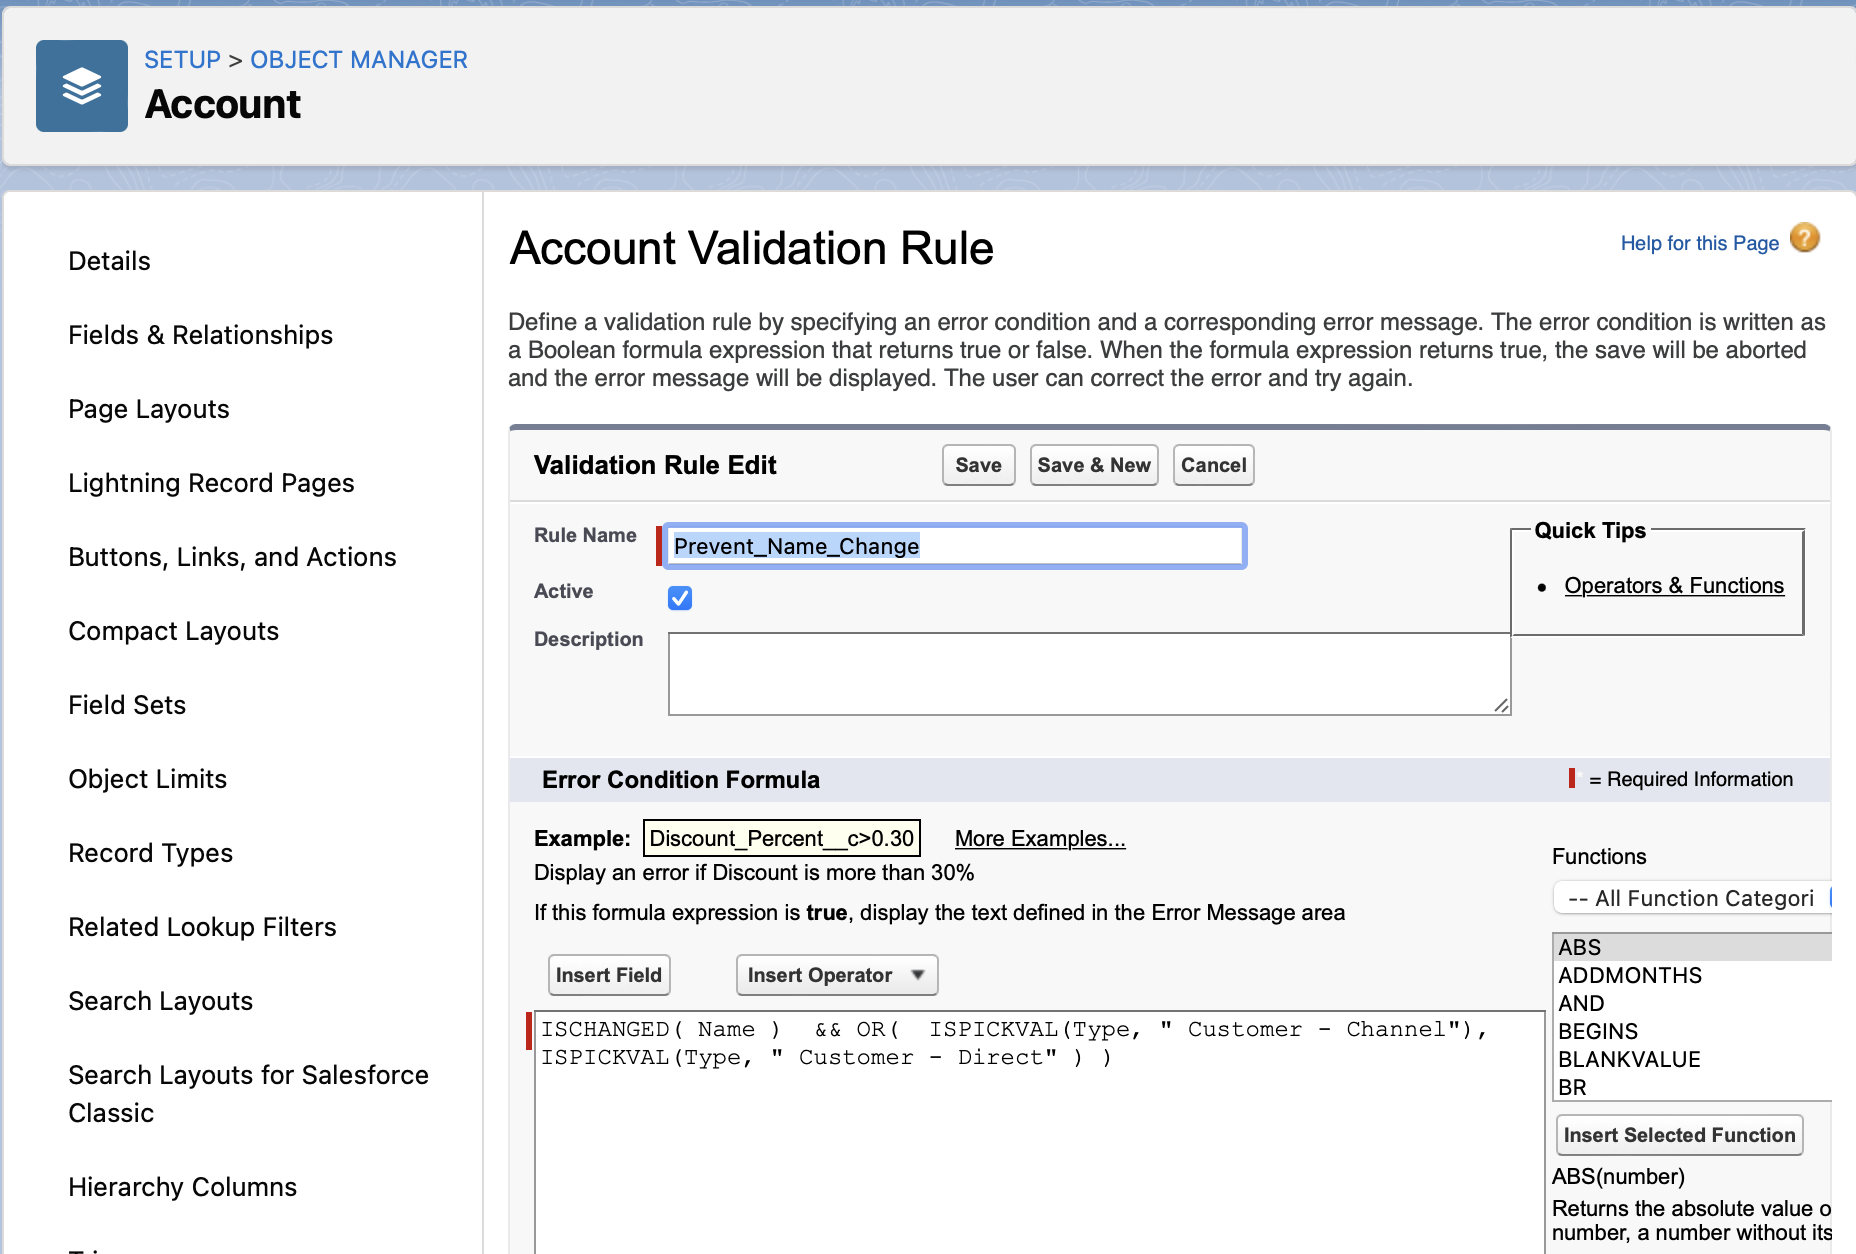 SETUP > OBJECT MANAGER
Account
Details
Fields & Relationships
Page Layouts
Lightning Record Pages
Buttons, Links, and Actions
Compact Layouts
Field Sets
Object Limits
Record Types
Related Lookup Filters
Search Layouts
Search Layouts for Salesforce
Classic
Hierarchy Columns
Account Validation Rule
Help for this Page ?
Define a validation rule by specifying an error condition and a corresponding error message. The error condition is written as
a Boolean formula expression that returns true or false. When the formula expression returns true, the save will be aborted
and the error message will be displayed. The user can correct the error and try again.
Validation Rule Edit
Save
Save & New
Cancel
Rule Name
Prevent_Name_Change
Active
Description
Quick Tips
• Operators & Functions
Error Condition Formula
= Required Information
Example: Discount_Percent__c>0.30 More Examples...
Display an error if Discount is more than 30%
If this formula expression is true, display the text defined in the Error Message area
Insert Field
Insert Operator
ISCHANGED( Name )  && OR(  ISPICKVAL(Type, " Customer - Channel"),
ISPICKVAL(Type, " Customer - Direct" ) )
Functions
-- All Function Categori
ABS
ADDMONTHS
AND
BEGINS
BLANKVALUE
BR
Insert Selected Function
ABS(number)
Returns the absolute value o
number, a number without its